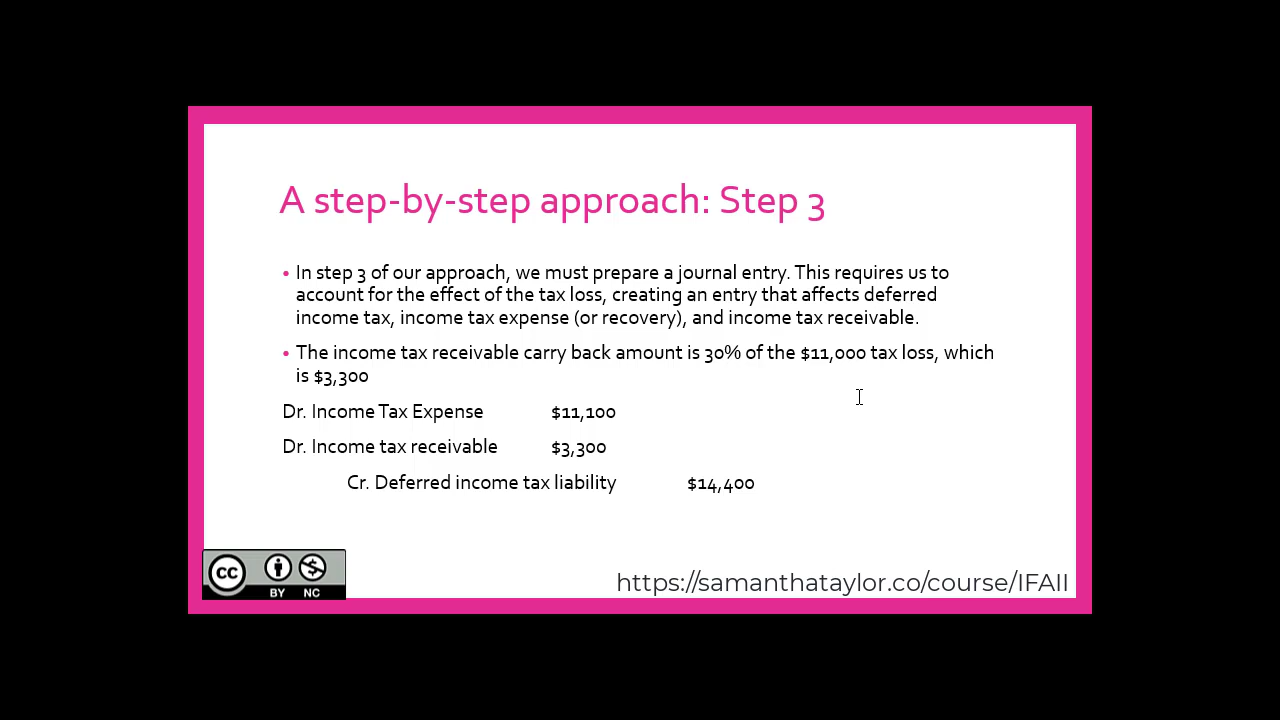 A step-by-step approach: Step 3
• In step 3 of our approach, we must prepare a journal entry. This requires us to
account for the effect of the tax loss, creating an entry that affects deferred
income tax, income tax expense (or recovery), and income tax receivable.
• The income tax receivable carry back amount is 30% of the $11,000 tax loss, which
is $3,300
Dr. Income Tax Expense $11,100
Dr. Income tax receivable $3,300
Cr. Deferred income tax liability $14,400
cc
BY NC
https://samanthataylor.co/course/IFAII